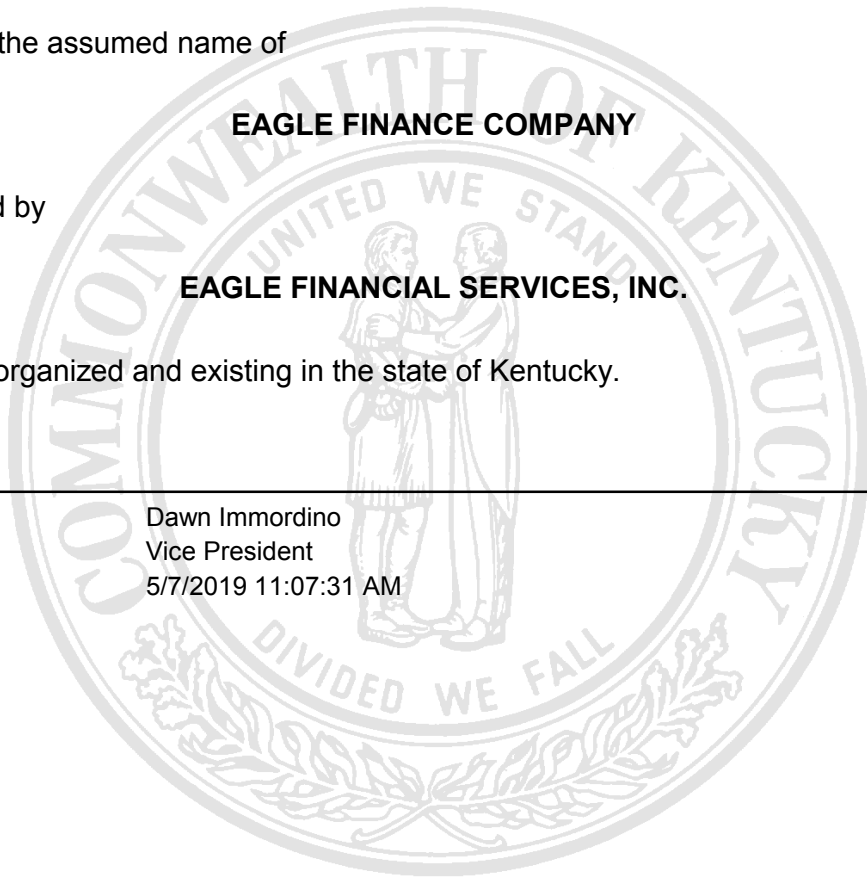 the assumed name of
EAGLE FINANCE COMPANY
d by
EAGLE FINANCIAL SERVICES, INC.
organized and existing in the state of Kentucky.
Dawn Immordino
Vice President
5/7/2019 11:07:31 AM
COMMONWEALTH OF KENTUCKY
UNITED WE STAND
DIVIDED WE FALL